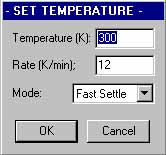 - SET TEMPERATURE -
Temperature (K): 300
Rate (K/min); 12
Mode: Fast Settle
OK Cancel